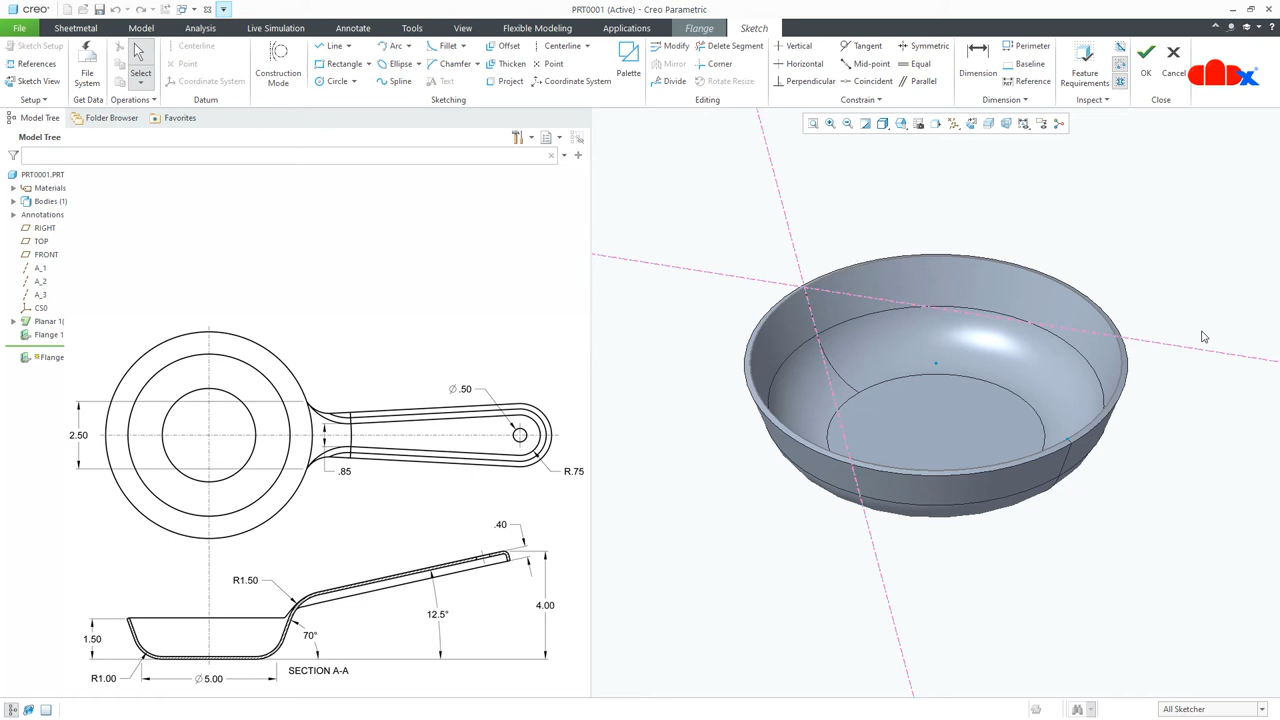 creo
PRT0001 (Active) - Creo Parametric
File
Sheetmetal
Model
Analysis
Live Simulation
Annotate
Tools
View
Flexible Modeling
Applications
Flange
Sketch
Sketch Setup
References
Sketch View
Setup
File System
Get Data
Select
Operations
Centerline
Point
Coordinate System
Datum
Construction Mode
Line
Rectangle
Circle
Arc
Ellipse
Spline
Fillet
Chamfer
Text
Offset
Thicken
Project
Centerline
Point
Coordinate System
Palette
Sketching
Modify
Mirror
Divide
Delete Segment
Corner
Rotate Resize
Editing
Vertical
Horizontal
Perpendicular
Tangent
Mid-point
Coincident
Symmetric
Equal
Parallel
Constrain
Dimension
Perimeter
Baseline
Reference
Dimension
Feature Requirements
Inspect
OK
Cancel
Close
Model Tree
Folder Browser
Favorites
Model Tree
PRT0001.PRT
Materials
Bodies (1)
Annotations
RIGHT
TOP
FRONT
A_1
A_2
A_3
CS0
Planar 1(
Flange 1
Flange
2.50
.85
Ø .50
R.75
.40
R1.50
1.50
70°
12.5°
4.00
R1.00
Ø 5.00
SECTION A-A
All Sketcher